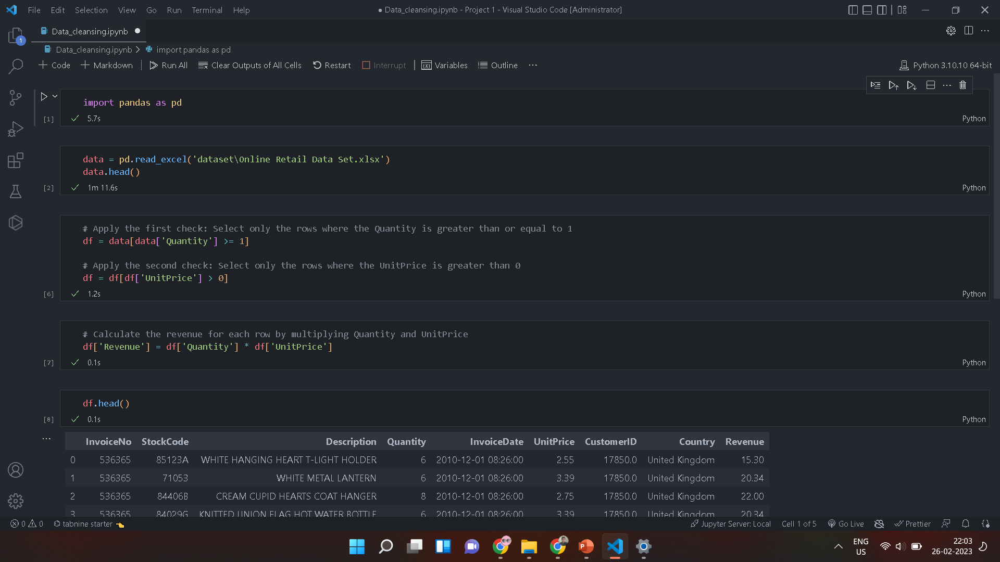 File Edit Selection View Go Run Terminal Help
● Data_cleansing.ipynb - Project 1 - Visual Studio Code [Administrator]
1
Data_cleansing.ipynb ●
Data_cleansing.ipynb > import pandas as pd
+ Code + Markdown | Run All Clear Outputs of All Cells Restart Interrupt | Variables Outline ···
Python 3.10.10 64-bit
import pandas as pd
[1] ✓ 5.7s Python
data = pd.read_excel('dataset\Online Retail Data Set.xlsx')
data.head()
[2] ✓ 1m 11.6s Python
# Apply the first check: Select only the rows where the Quantity is greater than or equal to 1
df = data[data['Quantity'] >= 1]
# Apply the second check: Select only the rows where the UnitPrice is greater than 0
df = df[df['UnitPrice'] > 0]
[6] ✓ 1.2s Python
# Calculate the revenue for each row by multiplying Quantity and UnitPrice
df['Revenue'] = df['Quantity'] * df['UnitPrice']
[7] ✓ 0.1s Python
df.head()
[8] ✓ 0.1s Python
InvoiceNo StockCode Description Quantity InvoiceDate UnitPrice CustomerID Country Revenue
0 536365 85123A WHITE HANGING HEART T-LIGHT HOLDER 6 2010-12-01 08:26:00 2.55 17850.0 United Kingdom 15.30
1 536365 71053 WHITE METAL LANTERN 6 2010-12-01 08:26:00 3.39 17850.0 United Kingdom 20.34
2 536365 84406B CREAM CUPID HEARTS COAT HANGER 8 2010-12-01 08:26:00 2.75 17850.0 United Kingdom 22.00
3 536365 84029G KNITTED UNION FLAG HOT WATER BOTTLE 6 2010-12-01 08:26:00 3.39 17850.0 United Kingdom 20.34
0 0 tabnine starter Jupyter Server: Local Cell 1 of 5 Go Live Prettier
ENG
US
22:03
26-02-2023